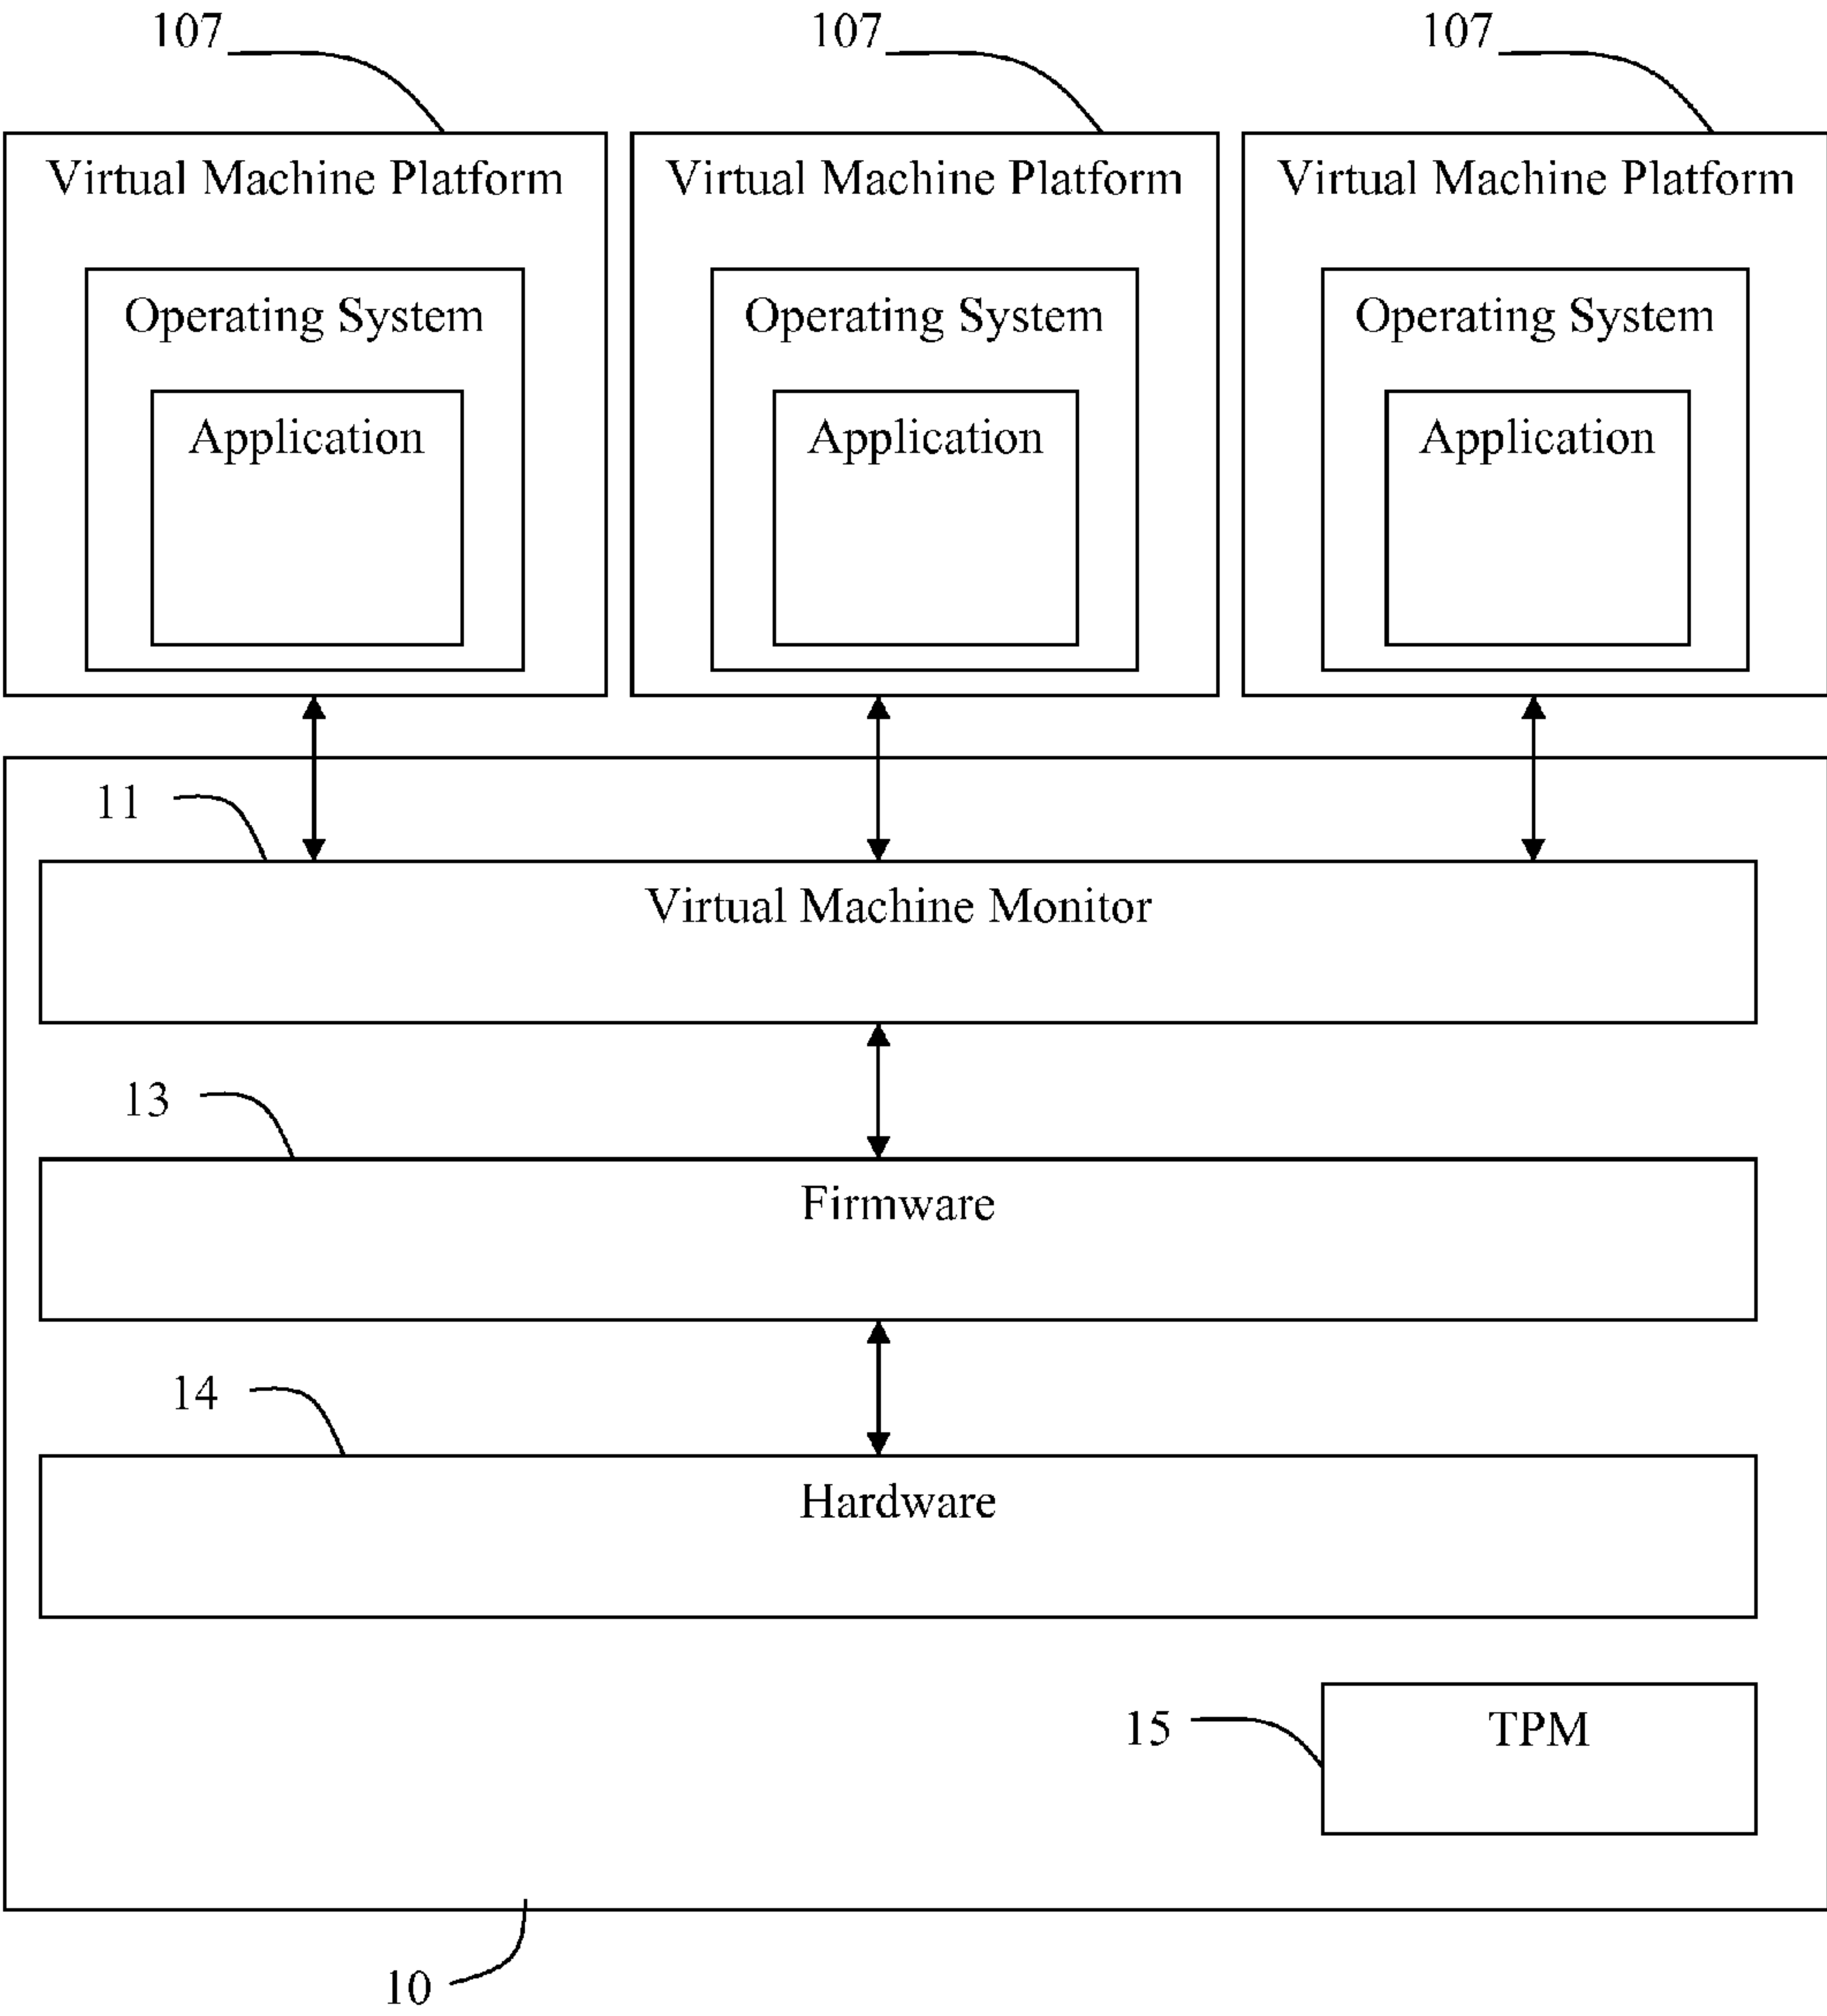 107 107 107
Virtual Machine Platform Virtual Machine Platform Virtual Machine Platform
Operating System Operating System Operating System
Application Application Application
11
Virtual Machine Monitor
13
Firmware
14
Hardware
15 TPM
10